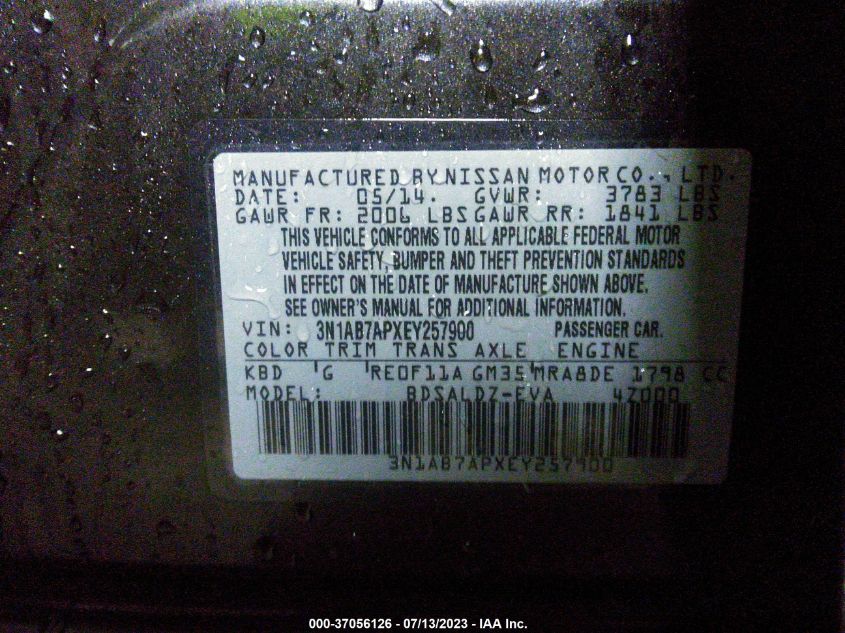 MANUFACTURED BY NISSAN MOTOR CO., LTD.
DATE: 05/14. GVWR: 3783 LBS
GAWR FR: 2006 LBS GAWR RR: 1841 LBS
THIS VEHICLE CONFORMS TO ALL APPLICABLE FEDERAL MOTOR
VEHICLE SAFETY, BUMPER AND THEFT PREVENTION STANDARDS
IN EFFECT ON THE DATE OF MANUFACTURE SHOWN ABOVE.
SEE OWNER'S MANUAL FOR ADDITIONAL INFORMATION.
VIN: 3N1AB7APXEY257900 PASSENGER CAR.
COLOR TRIM TRANS AXLE ENGINE
KBD G RE0F11A GM35 MRA8DE 1798 CC
MODEL: BDSALDZ-EVA 4Z000
3N1AB7APXEY257900
000-37056126 - 07/13/2023 - IAA Inc.